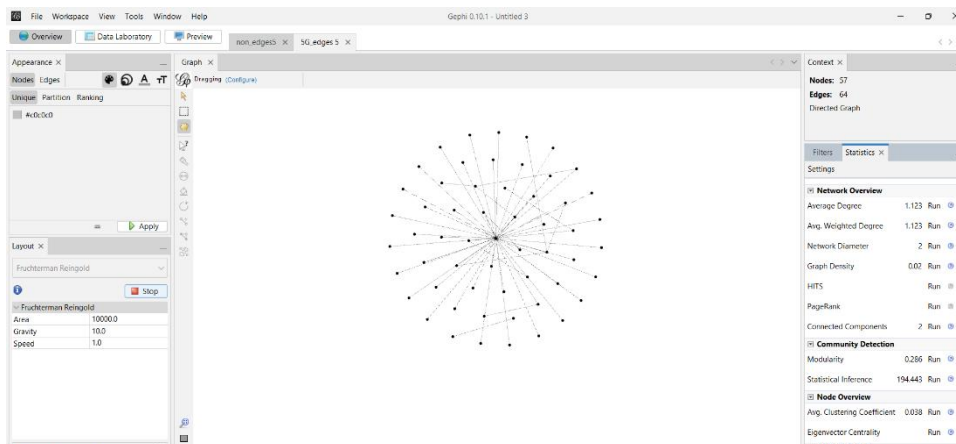 File Workspace View Tools Window Help
Gephi 0.10.1 - Untitled 3
Overview Data Laboratory Preview
non_edges5 × 5G_edges 5 ×
Appearance ×
Nodes Edges
Unique Partition Ranking
#c0c0c0
Apply
Layout ×
Fruchterman Reingold
Stop
Fruchterman Reingold
Area 10000.0
Gravity 10.0
Speed 1.0
Graph ×
Dragging (Configure)
Context ×
Nodes: 57
Edges: 64
Directed Graph
Filters Statistics ×
Settings
Network Overview
Average Degree 1.123 Run
Avg. Weighted Degree 1.123 Run
Network Diameter 2 Run
Graph Density 0.02 Run
HITS Run
PageRank Run
Connected Components 2 Run
Community Detection
Modularity 0.286 Run
Statistical Inference 194.443 Run
Node Overview
Avg. Clustering Coefficient 0.038 Run
Eigenvector Centrality Run